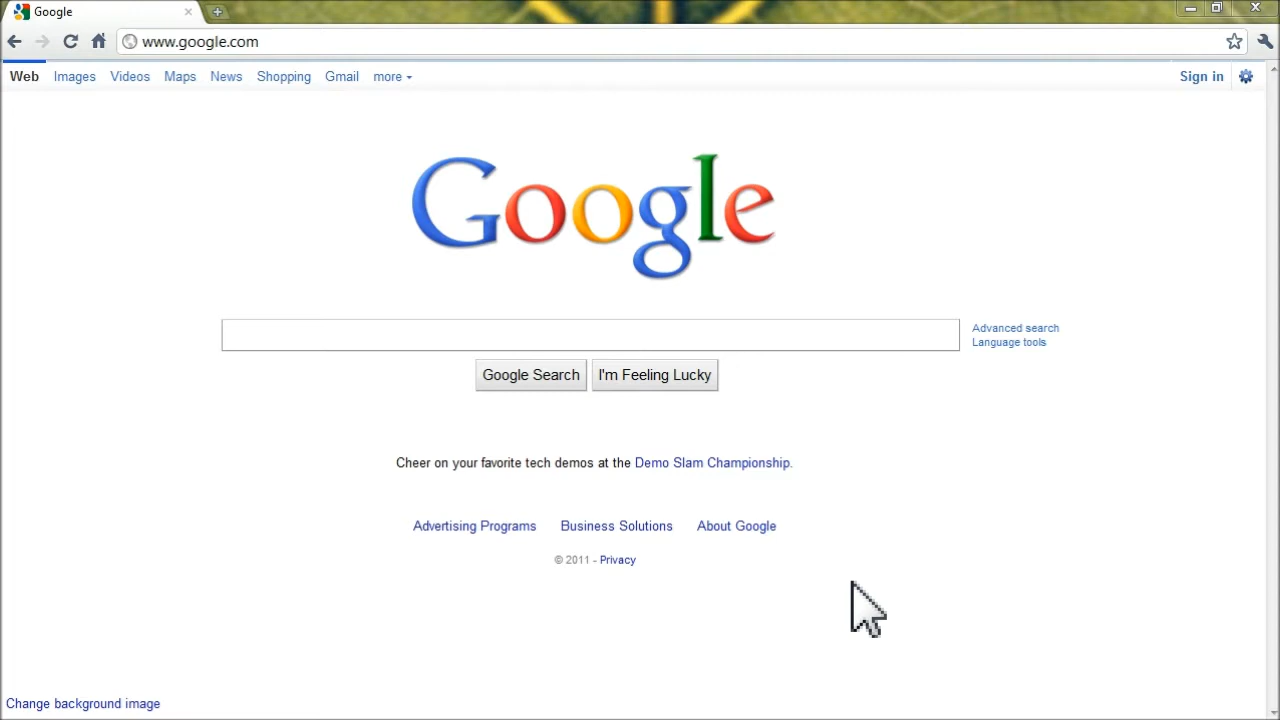 Google
www.google.com
Web Images Videos Maps News Shopping Gmail more Sign in
Google
Advanced search
Language tools
Google Search I'm Feeling Lucky
Cheer on your favorite tech demos at the Demo Slam Championship.
Advertising Programs Business Solutions About Google
© 2011 - Privacy
Change background image